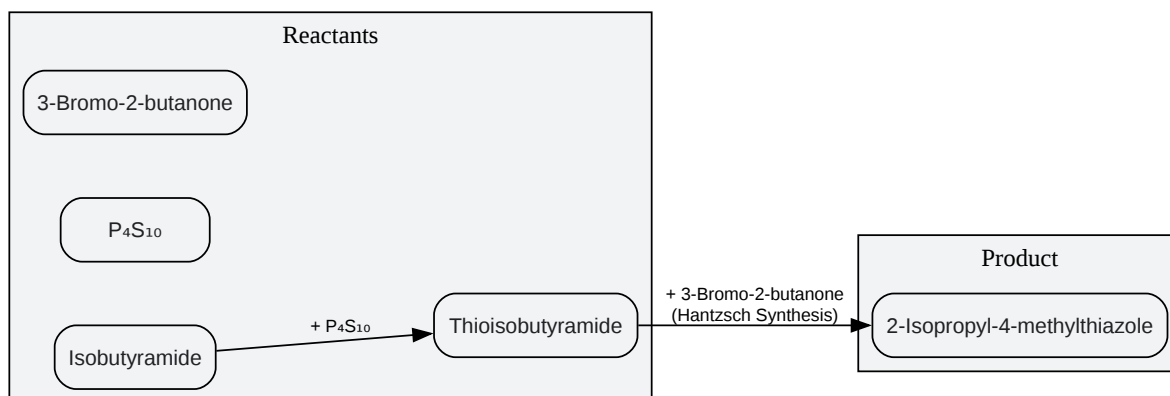 Reactants
3-Bromo-2-butanone
P₄S₁₀
Isobutyramide
+ P₄S₁₀
Thioisobutyramide
+ 3-Bromo-2-butanone
(Hantzsch Synthesis)
Product
2-Isopropyl-4-methylthiazole